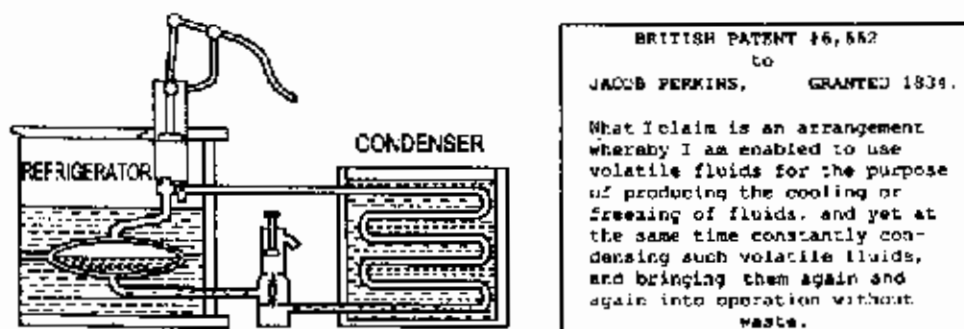 REFRIGERATOR
CONDENSER
BRITISH PATENT #6,662
to
JACOB PERKINS, GRANTED 1834.
What I claim is an arrangement
whereby I am enabled to use
volatile fluids for the purpose
of producing the cooling or
freezing of fluids, and yet at
the same time constantly con-
densing such volatile fluids,
and bringing them again and
again into operation without
waste.